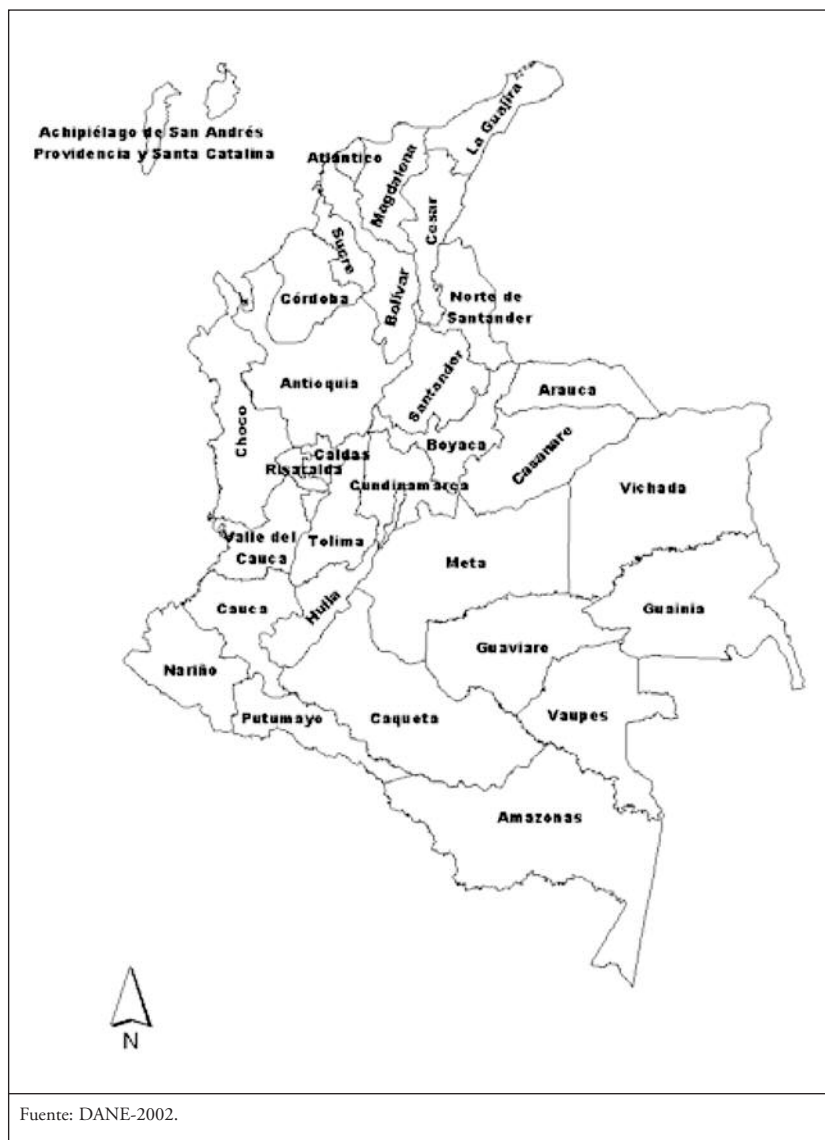 Achipiélago de San Andrés
Providencia y Santa Catalina
La Guajira
Atlántico
Magdalena
Cesar
Sucre
Bolívar
Córdoba
Norte de
Santander
Antioquia
Santander
Arauca
Choco
Boyaca
Casanare
Caldas
Risaralda
Cundinamarca
Vichada
Valle del
Cauca
Tolima
Meta
Cauca
Huila
Guainia
Guaviare
Nariño
Putumayo
Caqueta
Vaupes
Amazonas
N
Fuente: DANE-2002.